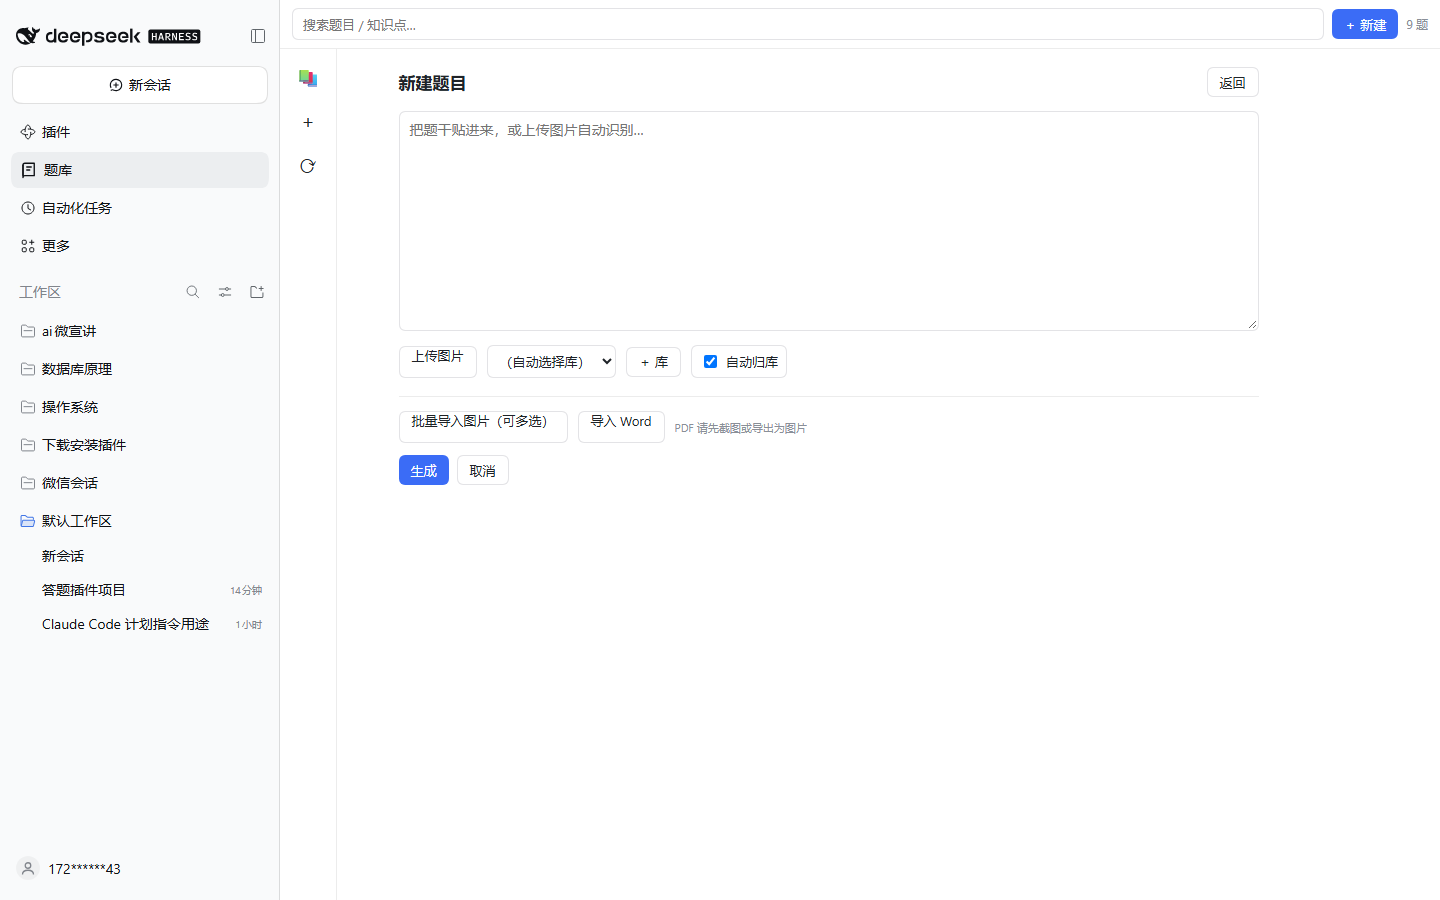 deepseek HARNESS
新会话
插件
题库
自动化任务
更多
工作区
ai微宣讲
数据库原理
操作系统
下载安装插件
微信会话
默认工作区
新会话
答题插件项目 14分钟
Claude Code 计划指令用途 1小时
172******43
搜索题目 / 知识点...
+ 新建 9 题
新建题目 返回
把题干贴进来，或上传图片自动识别...
上传图片 （自动选择库） + 库 自动归库
批量导入图片（可多选） 导入 Word PDF 请先截图或导出为图片
生成 取消